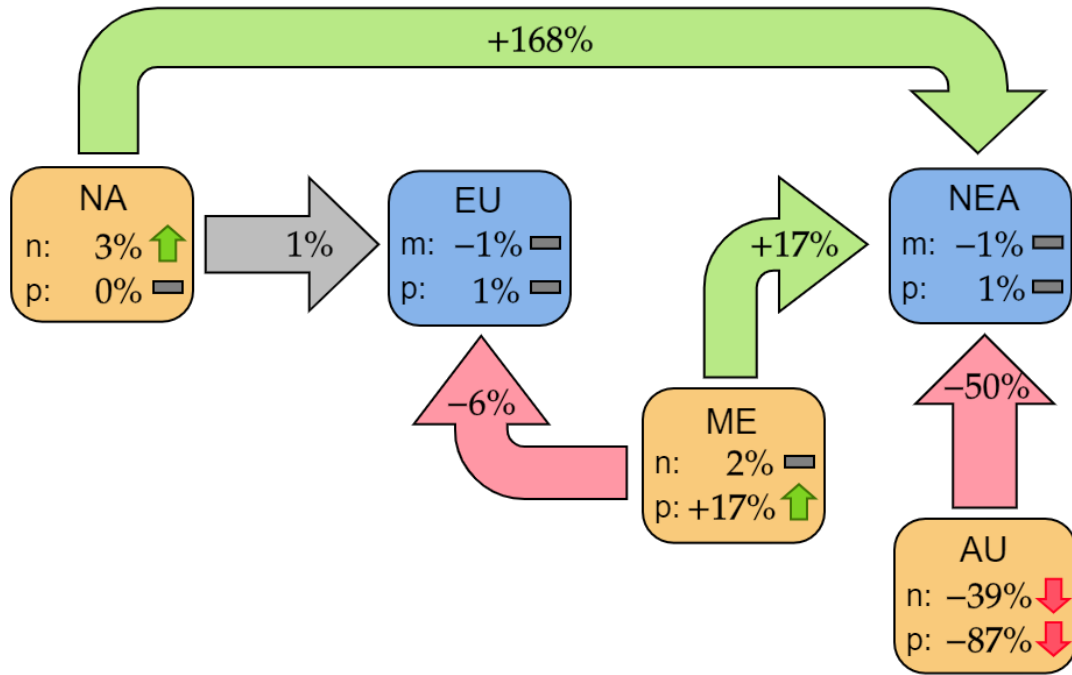 +168%
NA
n: 3%
p: 0%
1%
EU
m: −1%
p: 1%
+17%
NEA
m: −1%
p: 1%
−6%
ME
n: 2%
p: +17%
−50%
AU
n: −39%
p: −87%